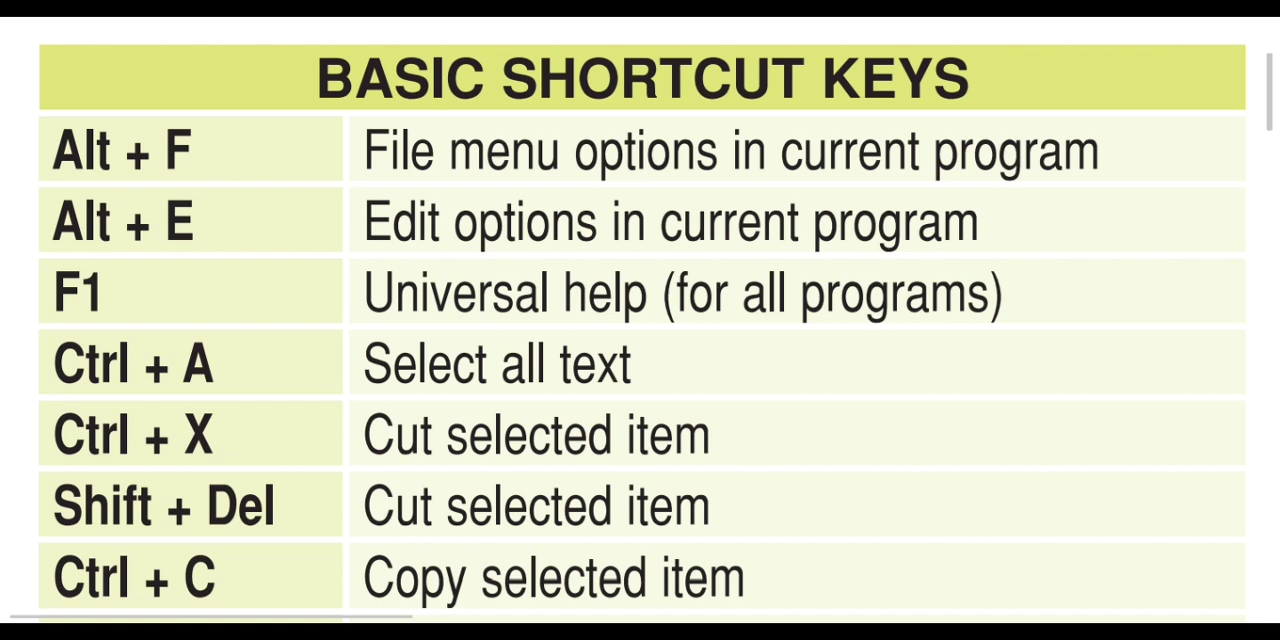 BASIC SHORTCUT KEYS
Alt + F File menu options in current program
Alt + E Edit options in current program
F1 Universal help (for all programs)
Ctrl + A Select all text
Ctrl + X Cut selected item
Shift + Del Cut selected item
Ctrl + C Copy selected item